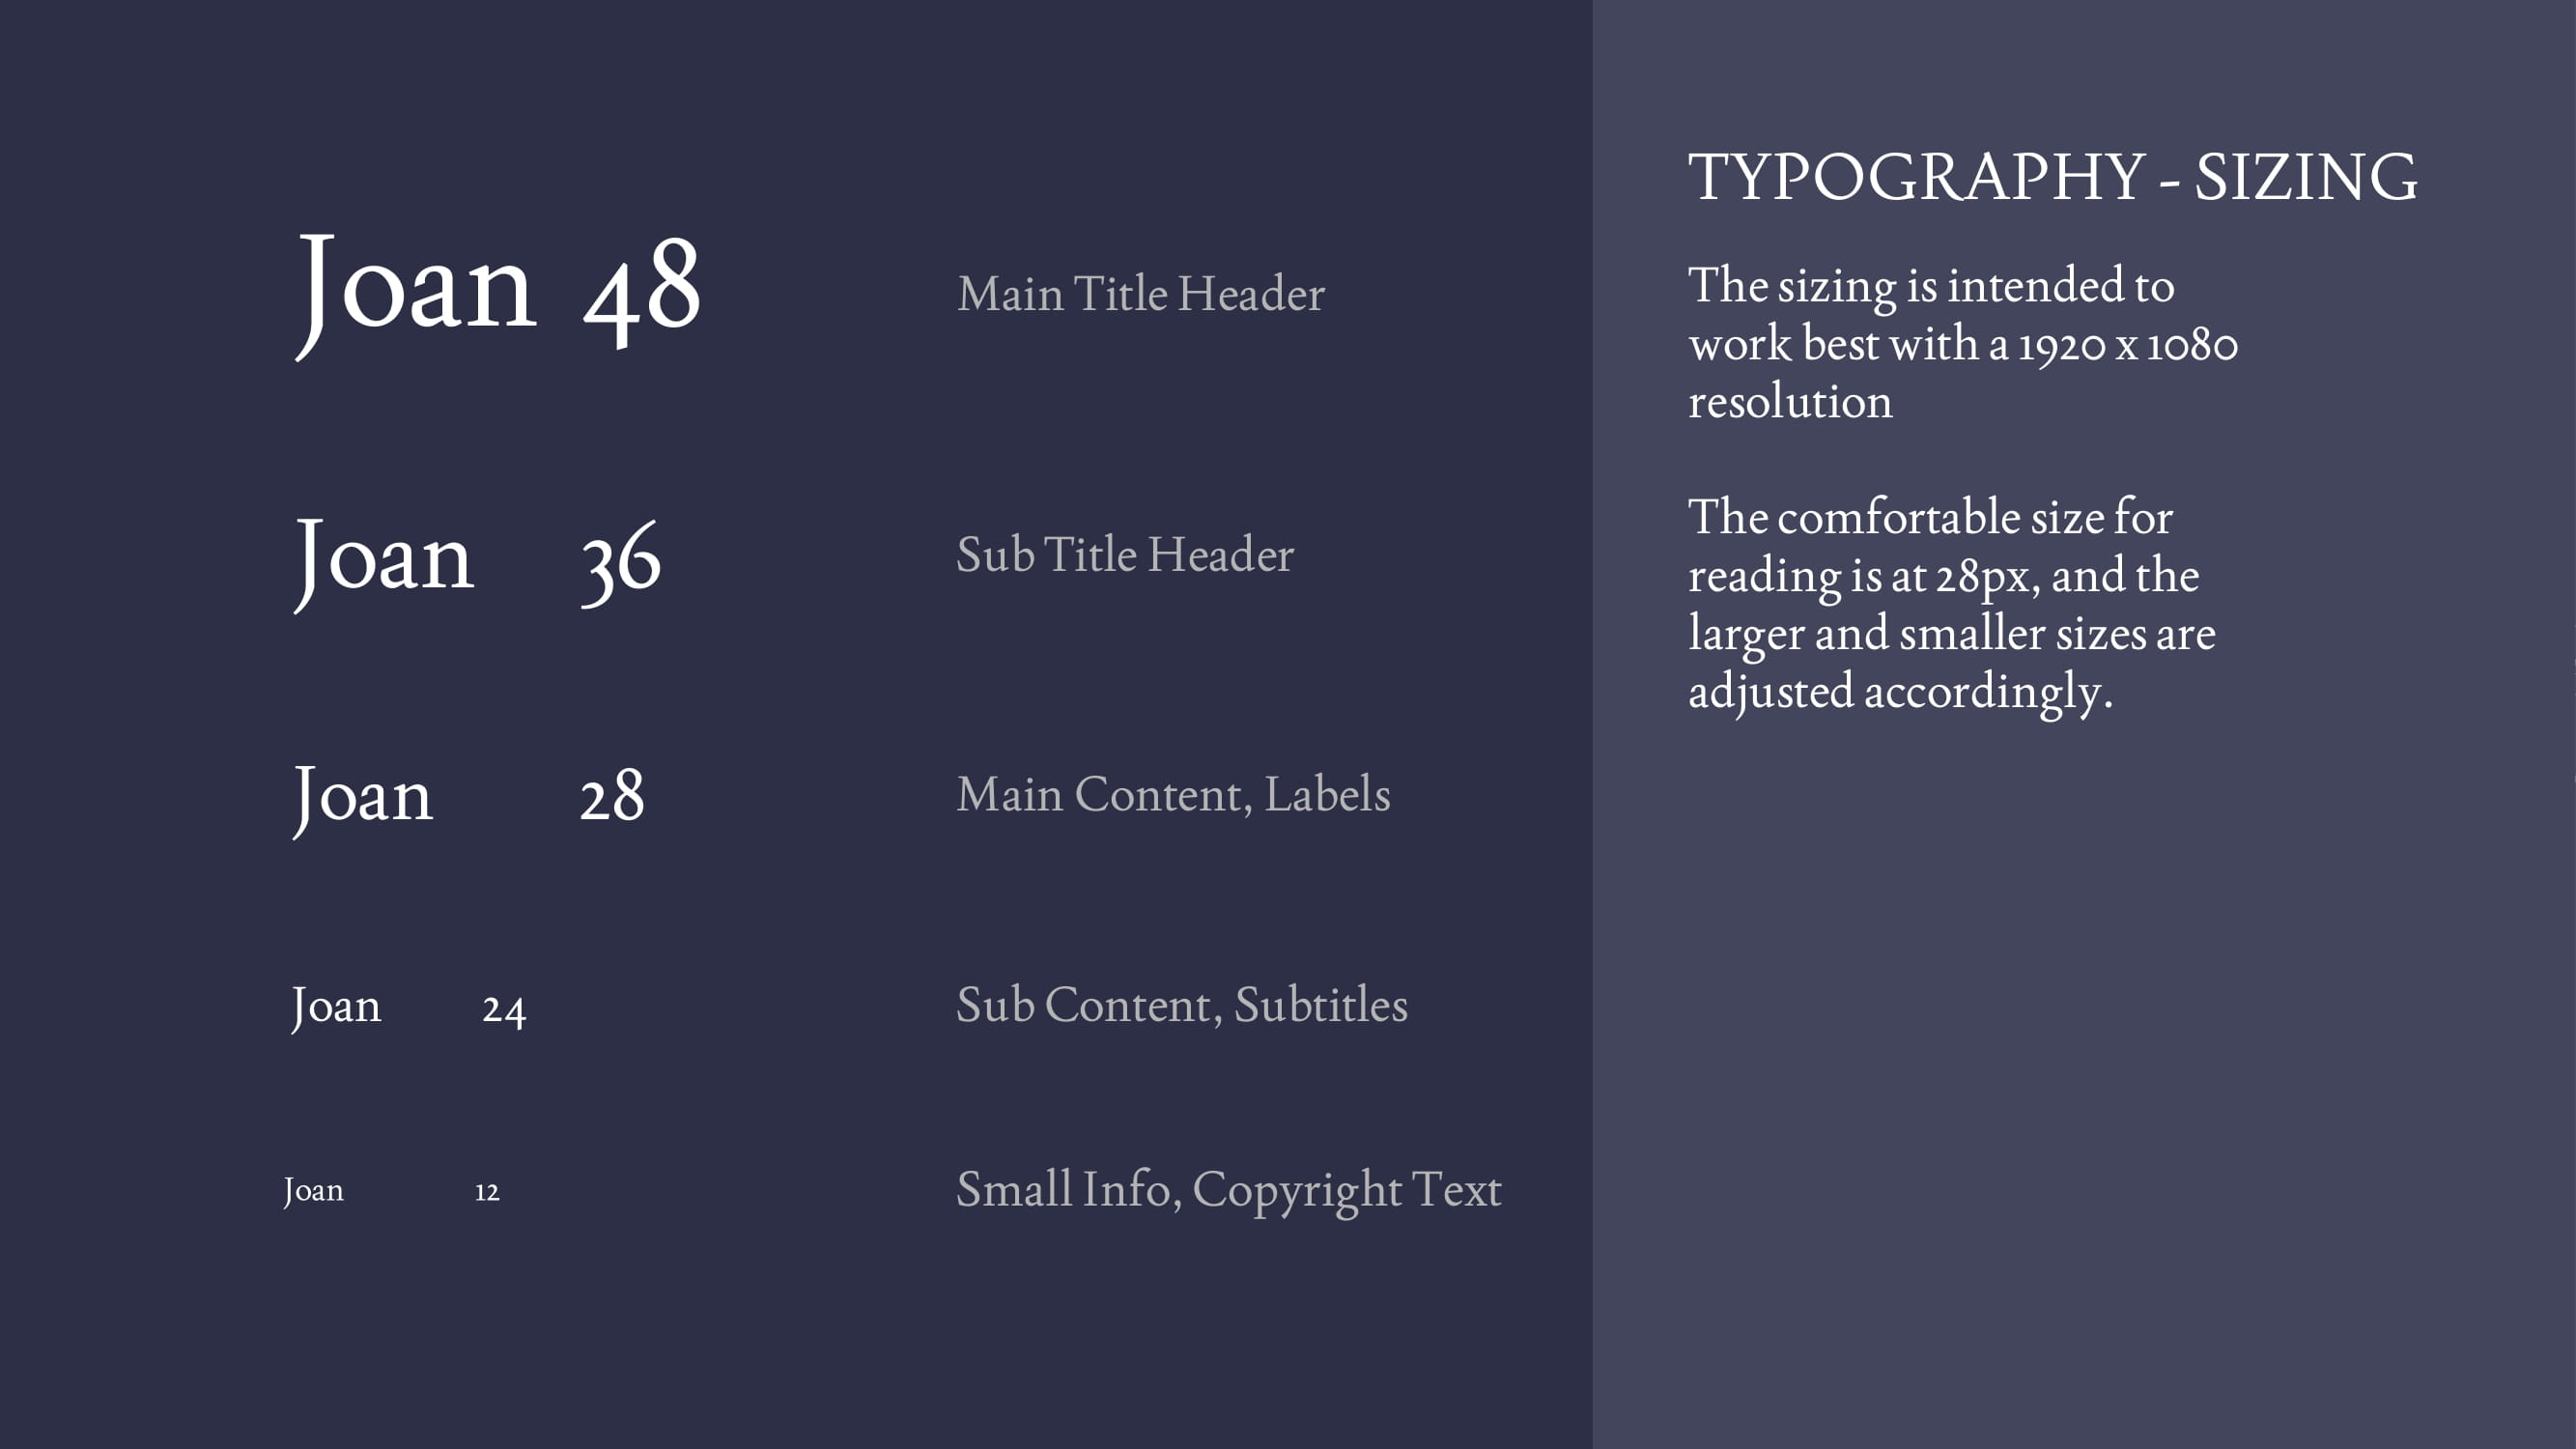 Joan 48 Main Title Header
Joan 36 Sub Title Header
Joan 28 Main Content, Labels
Joan 24 Sub Content, Subtitles
Joan 12 Small Info, Copyright Text
TYPOGRAPHY - SIZING
The sizing is intended to
work best with a 1920 x 1080
resolution
The comfortable size for
reading is at 28px, and the
larger and smaller sizes are
adjusted accordingly.